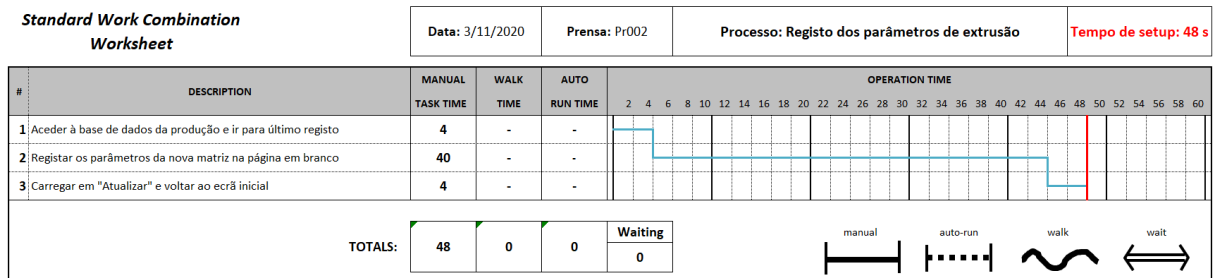 Standard Work Combination
Worksheet
Data: 3/11/2020
Prensa: Pr002
Processo: Registo dos parâmetros de extrusão
Tempo de setup: 48 s
#
DESCRIPTION
MANUAL
TASK TIME
WALK
TIME
AUTO
RUN TIME
OPERATION TIME
2 4 6 8 10 12 14 16 18 20 22 24 26 28 30 32 34 36 38 40 42 44 46 48 50 52 54 56 58 60
1 Aceder à base de dados da produção e ir para último registo 4 - -
2 Registar os parâmetros da nova matriz na página em branco 40 - -
3 Carregar em "Atualizar" e voltar ao ecrã inicial 4 - -
TOTALS: 48 0 0
Waiting
0
manual auto-run walk wait